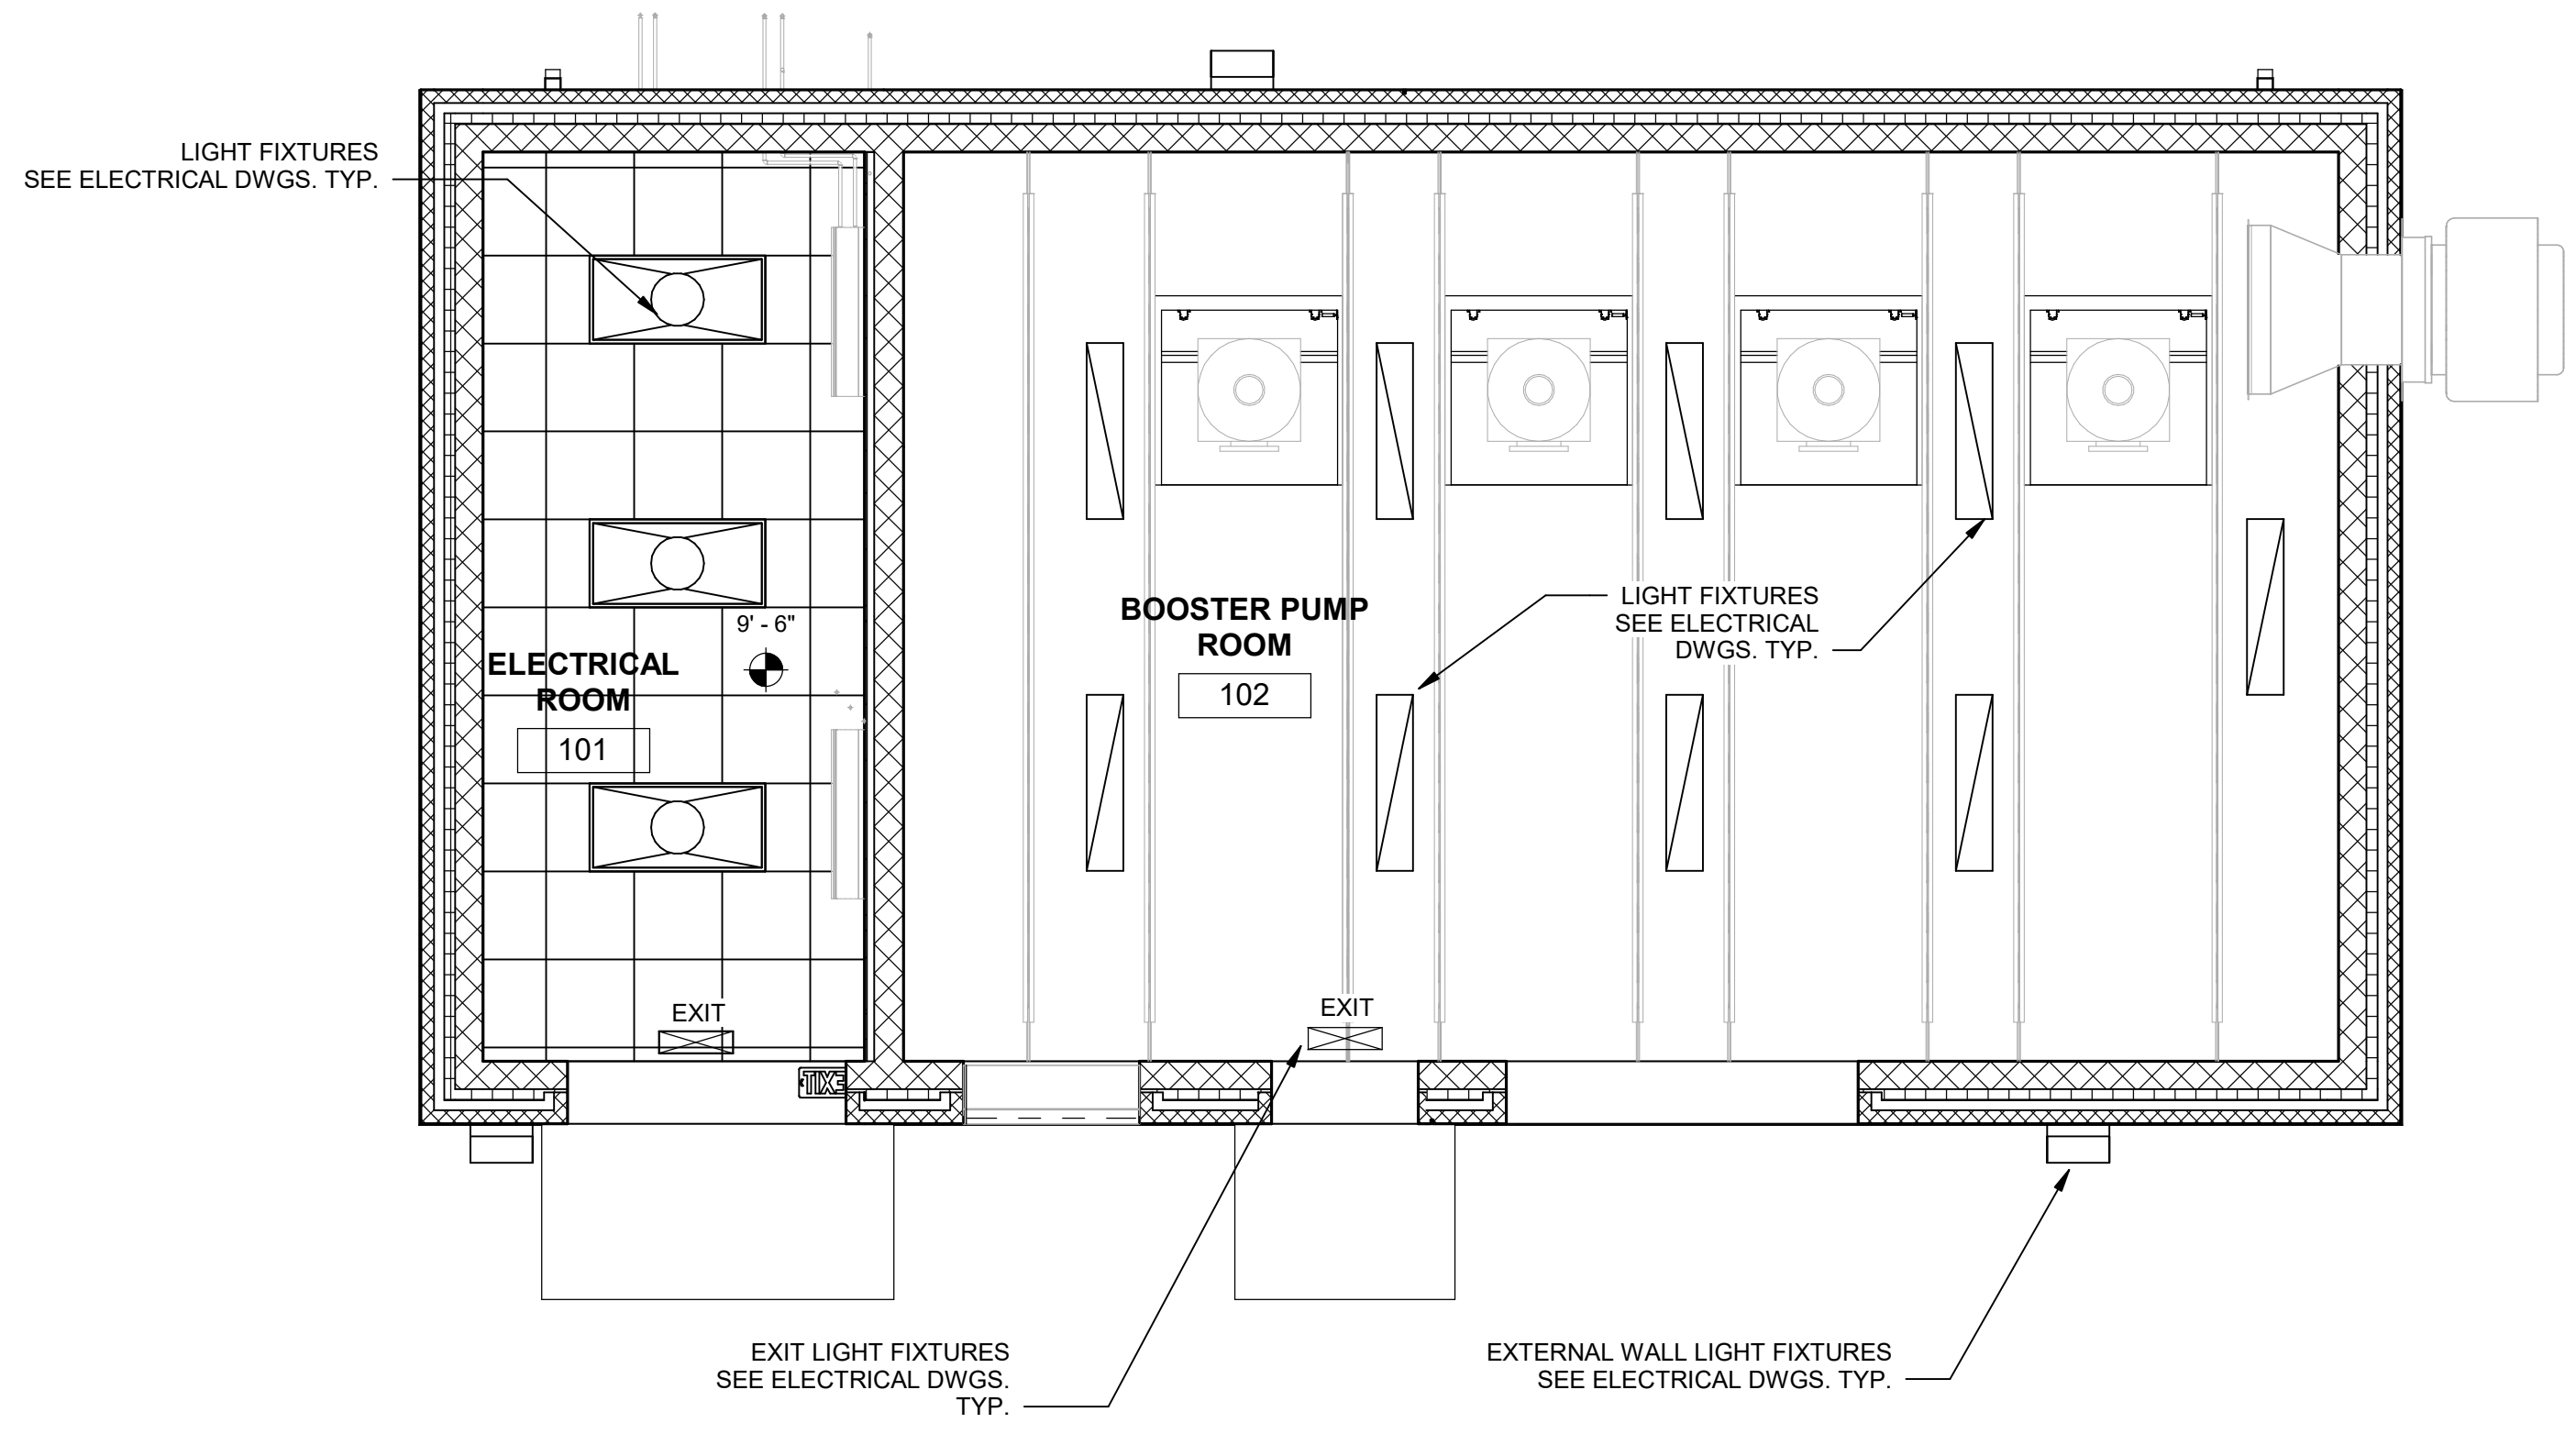 LIGHT FIXTURES
SEE ELECTRICAL DWGS. TYP.
9' - 6"
ELECTRICAL
ROOM
101
BOOSTER PUMP
ROOM
102
LIGHT FIXTURES
SEE ELECTRICAL
DWGS. TYP.
EXIT
EXIT
EXIT
EXIT LIGHT FIXTURES
SEE ELECTRICAL DWGS.
TYP.
EXTERNAL WALL LIGHT FIXTURES
SEE ELECTRICAL DWGS. TYP.